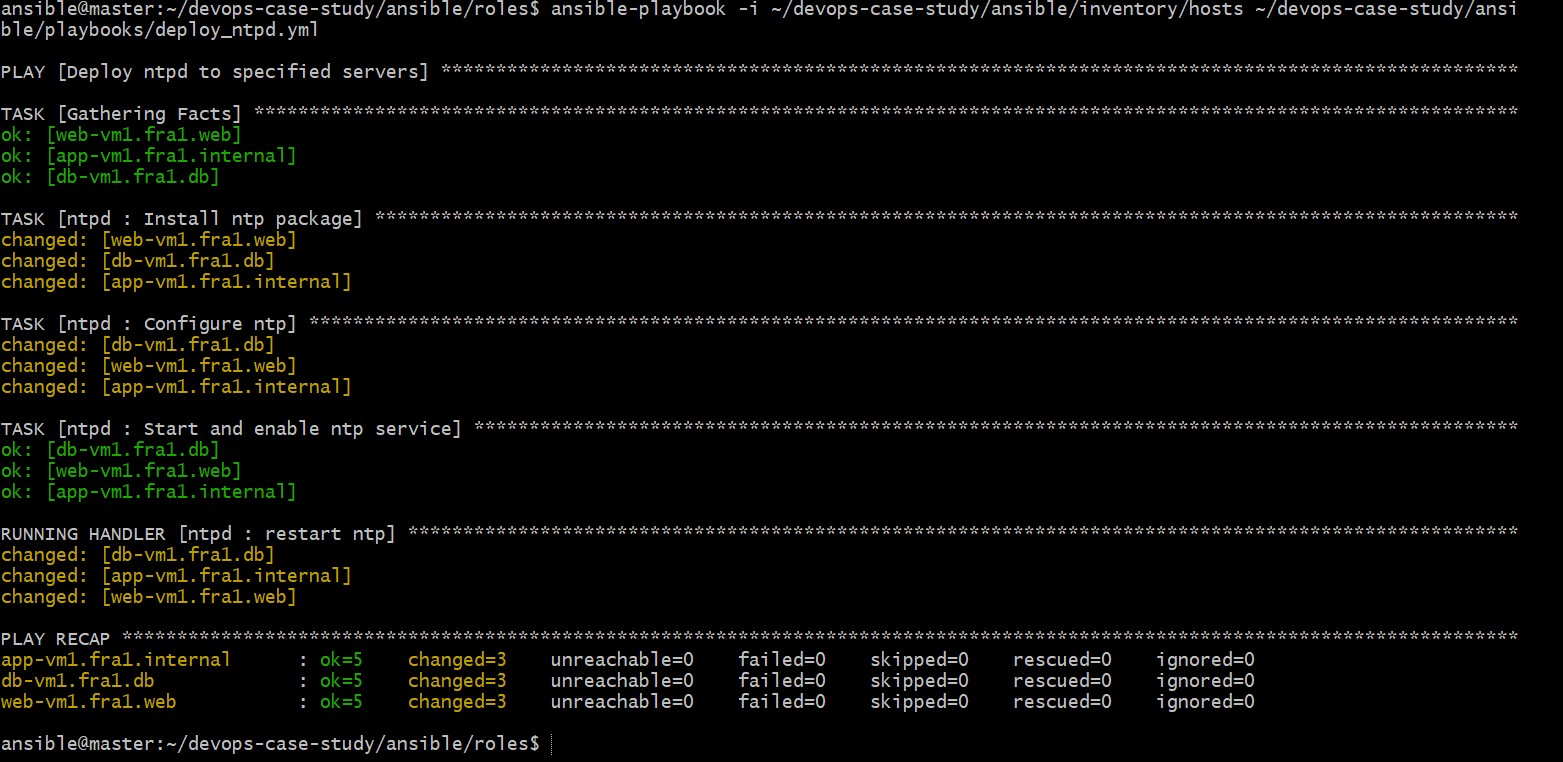 ansible@master:~/devops-case-study/ansible/roles$ ansible-playbook -i ~/devops-case-study/ansible/inventory/hosts ~/devops-case-study/ansi
ble/playbooks/deploy_ntpd.yml
PLAY [Deploy ntpd to specified servers] **************************************************************************************************
TASK [Gathering Facts] *******************************************************************************************************************
ok: [web-vm1.fra1.web]
ok: [app-vm1.fra1.internal]
ok: [db-vm1.fra1.db]
TASK [ntpd : Install ntp package] ********************************************************************************************************
changed: [web-vm1.fra1.web]
changed: [db-vm1.fra1.db]
changed: [app-vm1.fra1.internal]
TASK [ntpd : Configure ntp] **************************************************************************************************************
changed: [db-vm1.fra1.db]
changed: [web-vm1.fra1.web]
changed: [app-vm1.fra1.internal]
TASK [ntpd : Start and enable ntp service] ***********************************************************************************************
ok: [db-vm1.fra1.db]
ok: [web-vm1.fra1.web]
ok: [app-vm1.fra1.internal]
RUNNING HANDLER [ntpd : restart ntp] *****************************************************************************************************
changed: [db-vm1.fra1.db]
changed: [app-vm1.fra1.internal]
changed: [web-vm1.fra1.web]
PLAY RECAP *******************************************************************************************************************************
app-vm1.fra1.internal      : ok=5    changed=3    unreachable=0    failed=0    skipped=0    rescued=0    ignored=0
db-vm1.fra1.db             : ok=5    changed=3    unreachable=0    failed=0    skipped=0    rescued=0    ignored=0
web-vm1.fra1.web           : ok=5    changed=3    unreachable=0    failed=0    skipped=0    rescued=0    ignored=0
ansible@master:~/devops-case-study/ansible/roles$